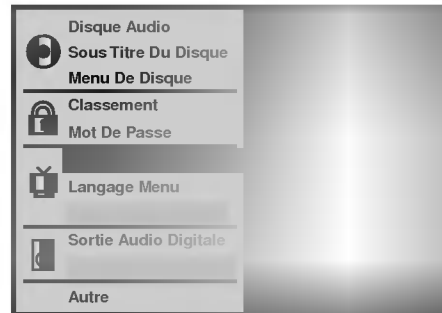 Disque Audio
Sous Titre Du Disque
Menu De Disque
Classement
Mot De Passe
Langage Menu
Sortie Audio Digitale
Autre